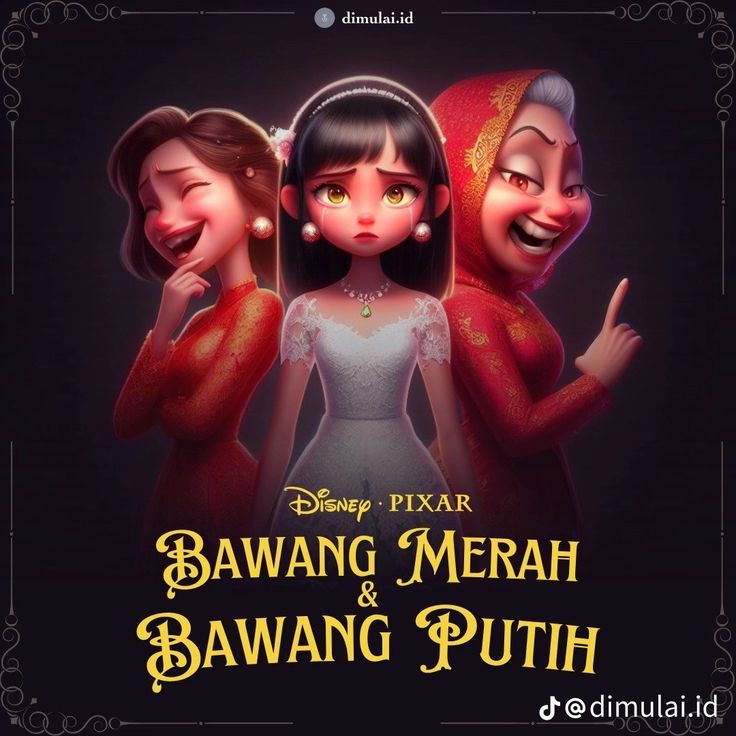 dimulai.id
Disney · PIXAR
BAWANG MERAH
&
BAWANG PUTIH
@dimulai.id